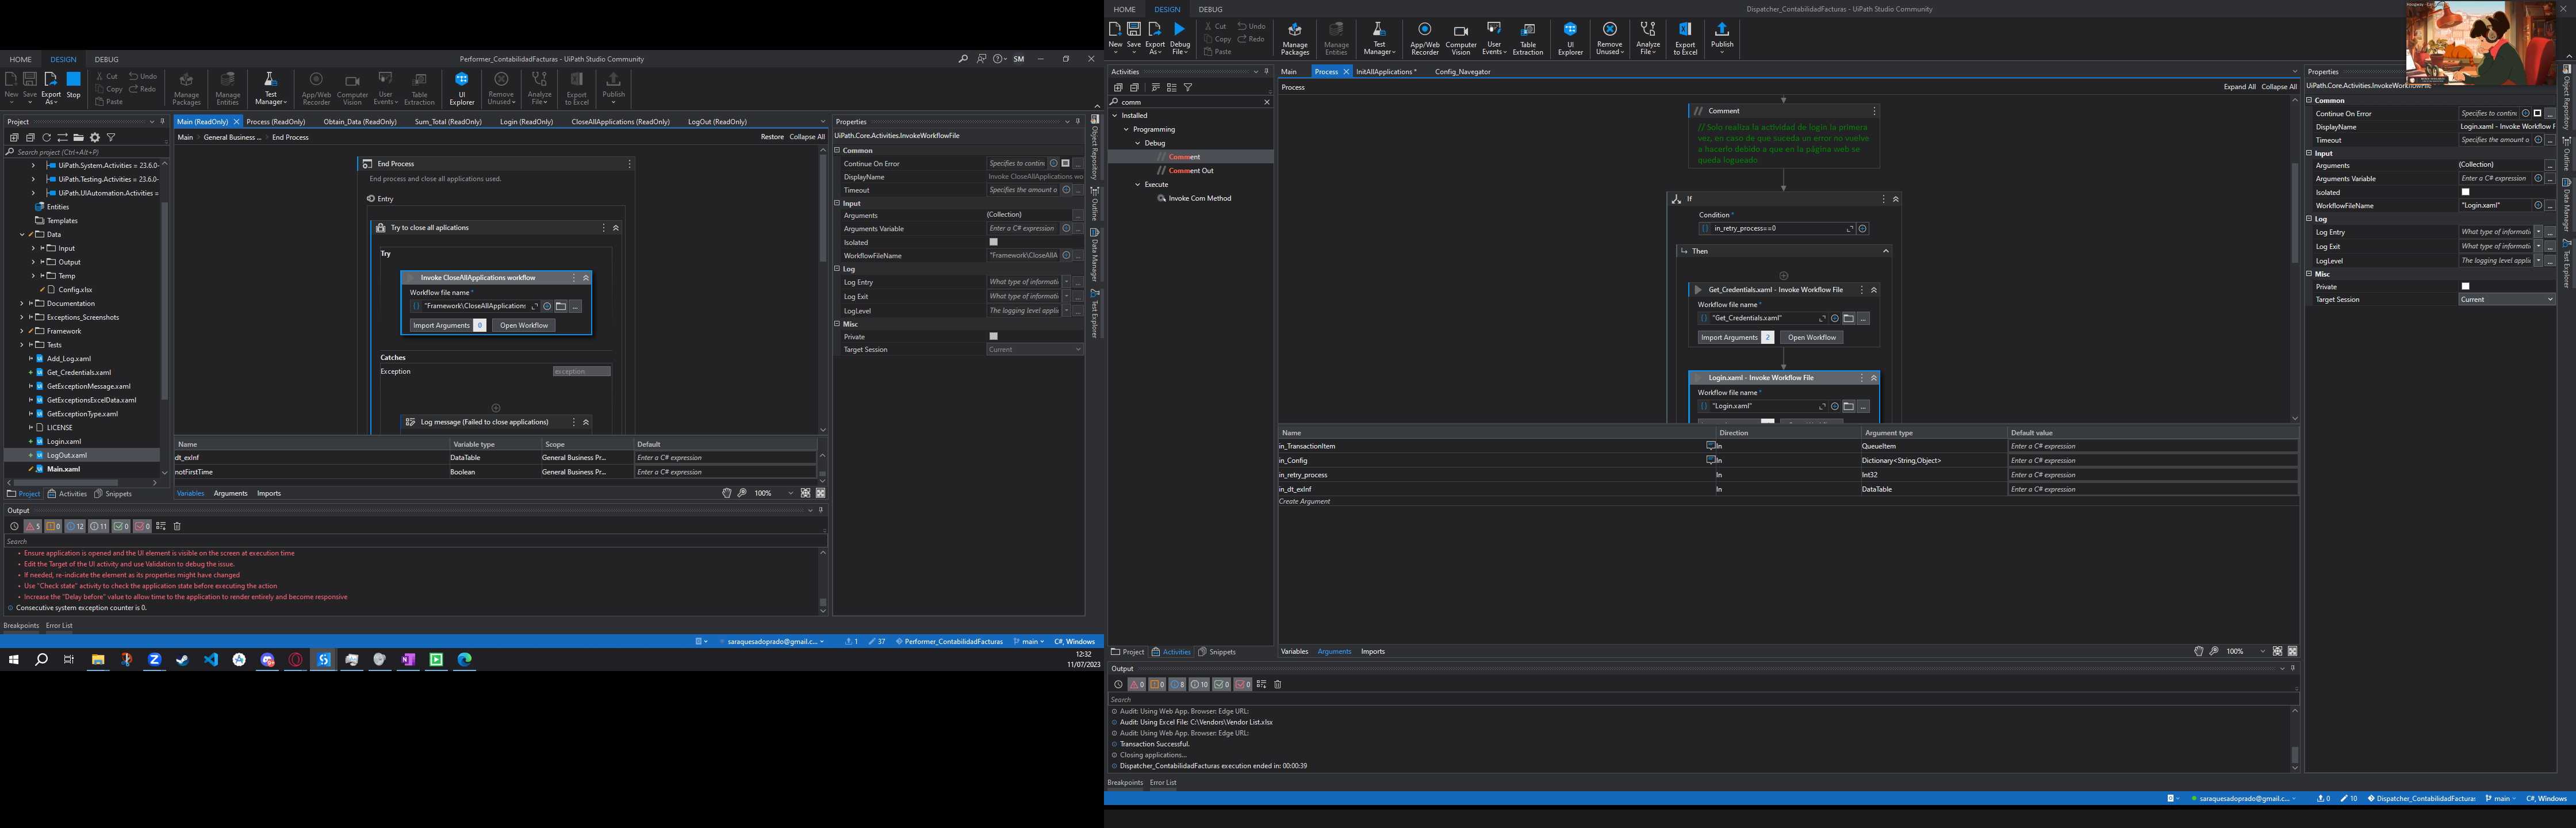 HOME DESIGN DEBUG
Performer_ContabilidadFacturas - UiPath Studio Community
SM
New Save Export As Stop
Cut Undo
Copy Redo
Paste
Manage Packages
Manage Entities
Test Manager
App/Web Recorder
Computer Vision
User Events
Table Extraction
UI Explorer
Remove Unused
Analyze File
Export to Excel
Publish
Project
Search project (Ctrl+Alt+P)
UiPath.System.Activities = 23.6.0-
UiPath.Testing.Activities = 23.6.0-
UiPath.UIAutomation.Activities =
Entities
Templates
Data
Input
Output
Temp
Config.xlsx
Documentation
Exceptions_Screenshots
Framework
Tests
Add_Log.xaml
Get_Credentials.xaml
GetExceptionMessage.xaml
GetExceptionsExcelData.xaml
GetExceptionType.xaml
LICENSE
Login.xaml
LogOut.xaml
Main.xaml
Project Activities Snippets
Main (ReadOnly) Process (ReadOnly) Obtain_Data (ReadOnly) Sum_Total (ReadOnly) Login (ReadOnly) CloseAllApplications (ReadOnly) LogOut (ReadOnly)
Main General Business ... End Process
Restore Collapse All
End Process
End process and close all applications used.
Entry
Try to close all aplications
Try
Invoke CloseAllApplications workflow
Workflow file name *
"Framework\CloseAllApplications
Import Arguments 0 Open Workflow
Catches
Exception exception
Log message (Failed to close applications)
Name Variable type Scope Default
dt_exInf DataTable General Business Pr... Enter a C# expression
notFirstTime Boolean General Business Pr... Enter a C# expression
Variables Arguments Imports 100%
Properties
UiPath.Core.Activities.InvokeWorkflowFile
Common
Continue On Error Specifies to contin
DisplayName Invoke CloseAllApplications wo
Timeout Specifies the amount o
Input
Arguments (Collection)
Arguments Variable Enter a C# expression
Isolated
WorkflowFileName "Framework\CloseAllA
Log
Log Entry What type of informati
Log Exit What type of informati
LogLevel The logging level appli
Misc
Private
Target Session Current
Object Repository
Outline
Data Manager
Test Explorer
Output
5 0 12 11 0 0
Search
• Ensure application is opened and the UI element is visible on the screen at execution time
• Edit the Target of the UI activity and use Validation to debug the issue.
• If needed, re-indicate the element as its properties might have changed
• Use "Check state" activity to check the application state before executing the action
• Increase the "Delay before" value to allow time to the application to render entirely and become responsive
Consecutive system exception counter is 0.
Breakpoints Error List
saraquesadoprado@gmail.c... 1 37 Performer_ContabilidadFacturas main C#, Windows
12:32
11/07/2023
HOME DESIGN DEBUG
Dispatcher_ContabilidadFacturas - UiPath Studio Community
New Save Export As Debug File
Cut Undo
Copy Redo
Paste
Manage Packages
Manage Entities
Test Manager
App/Web Recorder
Computer Vision
User Events
Table Extraction
UI Explorer
Remove Unused
Analyze File
Export to Excel
Publish
Activities
comm
Installed
Programming
Debug
Comment
Comment Out
Execute
Invoke Com Method
Project Activities Snippets
Main Process InitAllApplications * Config_Navegator
Process
Expand All Collapse All
Comment
// Solo realiza la actividad de login la primera
vez, en caso de que suceda un error no vuelve
a hacerlo debido a que en la página web se
queda logueado
If
Condition *
in_retry_process==0
Then
Get_Credentials.xaml - Invoke Workflow File
Workflow file name *
"Get_Credentials.xaml"
Import Arguments 2 Open Workflow
Login.xaml - Invoke Workflow File
Workflow file name *
"Login.xaml"
Name Direction Argument type Default value
in_TransactionItem In QueueItem Enter a C# expression
in_Config In Dictionary<String,Object> Enter a C# expression
in_retry_process In Int32 Enter a C# expression
in_dt_exInf In DataTable Enter a C# expression
Create Argument
Variables Arguments Imports 100%
Properties
UiPath.Core.Activities.InvokeWorkflowFile
Common
Continue On Error Specifies to contin
DisplayName Login.xaml - Invoke Workflow F
Timeout Specifies the amount o
Input
Arguments (Collection)
Arguments Variable Enter a C# expression
Isolated
WorkflowFileName "Login.xaml"
Log
Log Entry What type of informati
Log Exit What type of informati
LogLevel The logging level appli
Misc
Private
Target Session Current
Object Repository
Outline
Data Manager
Test Explorer
Output
0 0 8 10 0 0
Search
Audit: Using Web App. Browser: Edge URL:
Audit: Using Excel File: C:\Vendors\Vendor List.xlsx
Audit: Using Web App. Browser: Edge URL:
Transaction Successful.
Closing applications...
Dispatcher_ContabilidadFacturas execution ended in: 00:00:39
Breakpoints Error List
saraquesadoprado@gmail.c... 0 10 Dispatcher_ContabilidadFacturas main C#, Windows